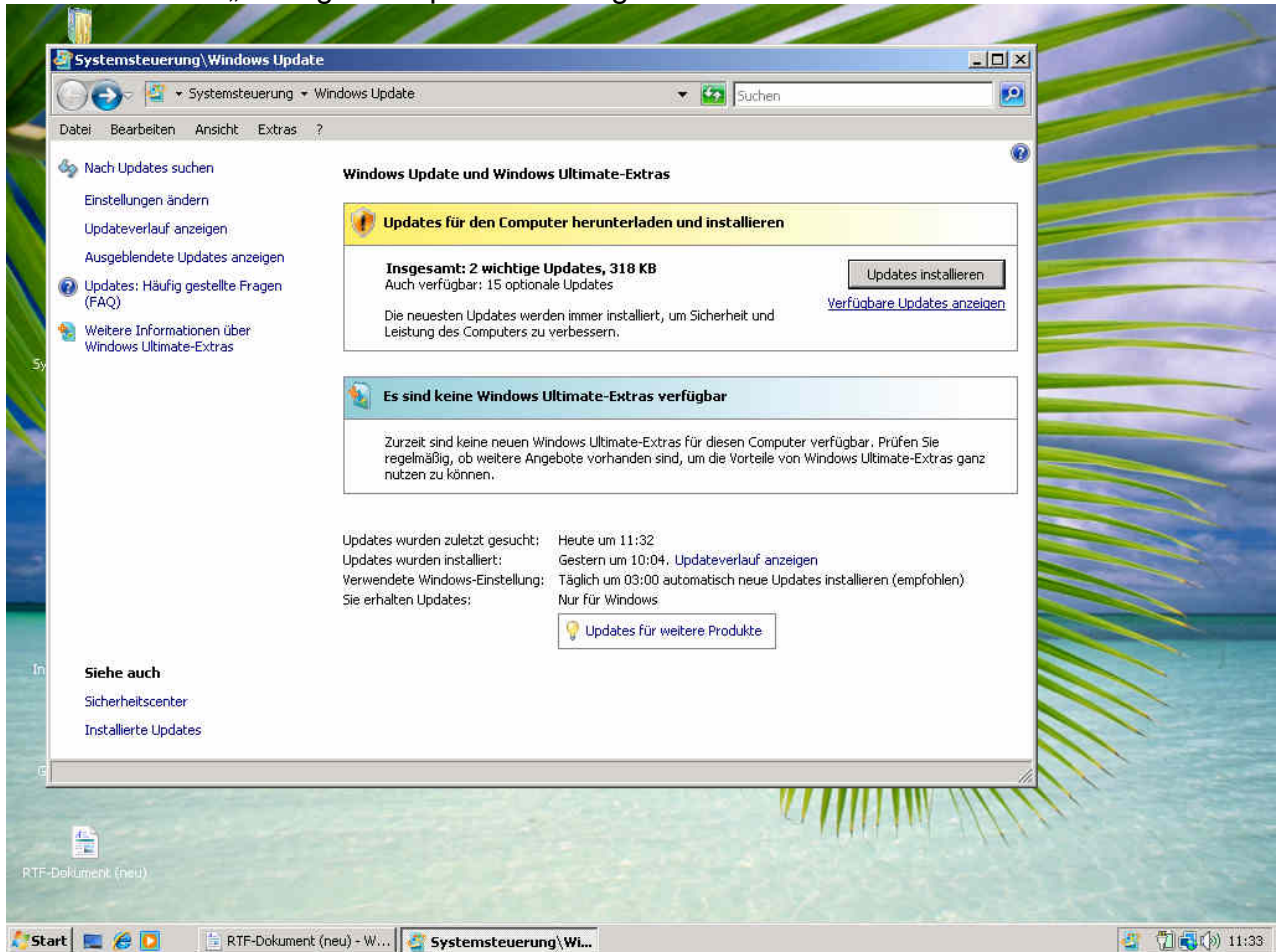 Systemsteuerung\Windows Update
Systemsteuerung
Windows Update
Suchen
Datei Bearbeiten Ansicht Extras ?
Nach Updates suchen
Einstellungen ändern
Updateverlauf anzeigen
Ausgeblendete Updates anzeigen
Updates: Häufig gestellte Fragen
(FAQ)
Weitere Informationen über
Windows Ultimate-Extras
Windows Update und Windows Ultimate-Extras
Updates für den Computer herunterladen und installieren
Insgesamt: 2 wichtige Updates, 318 KB
Auch verfügbar: 15 optionale Updates
Updates installieren
Verfügbare Updates anzeigen
Die neuesten Updates werden immer installiert, um Sicherheit und
Leistung des Computers zu verbessern.
Es sind keine Windows Ultimate-Extras verfügbar
Zurzeit sind keine neuen Windows Ultimate-Extras für diesen Computer verfügbar. Prüfen Sie
regelmäßig, ob weitere Angebote vorhanden sind, um die Vorteile von Windows Ultimate-Extras ganz
nutzen zu können.
Updates wurden zuletzt gesucht: Heute um 11:32
Updates wurden installiert: Gestern um 10:04. Updateverlauf anzeigen
Verwendete Windows-Einstellung: Täglich um 03:00 automatisch neue Updates installieren (empfohlen)
Sie erhalten Updates: Nur für Windows
Updates für weitere Produkte
Siehe auch
Sicherheitscenter
Installierte Updates
RTF-Dokument (neu)
Start
RTF-Dokument (neu) - W...
Systemsteuerung\Wi...
11:33